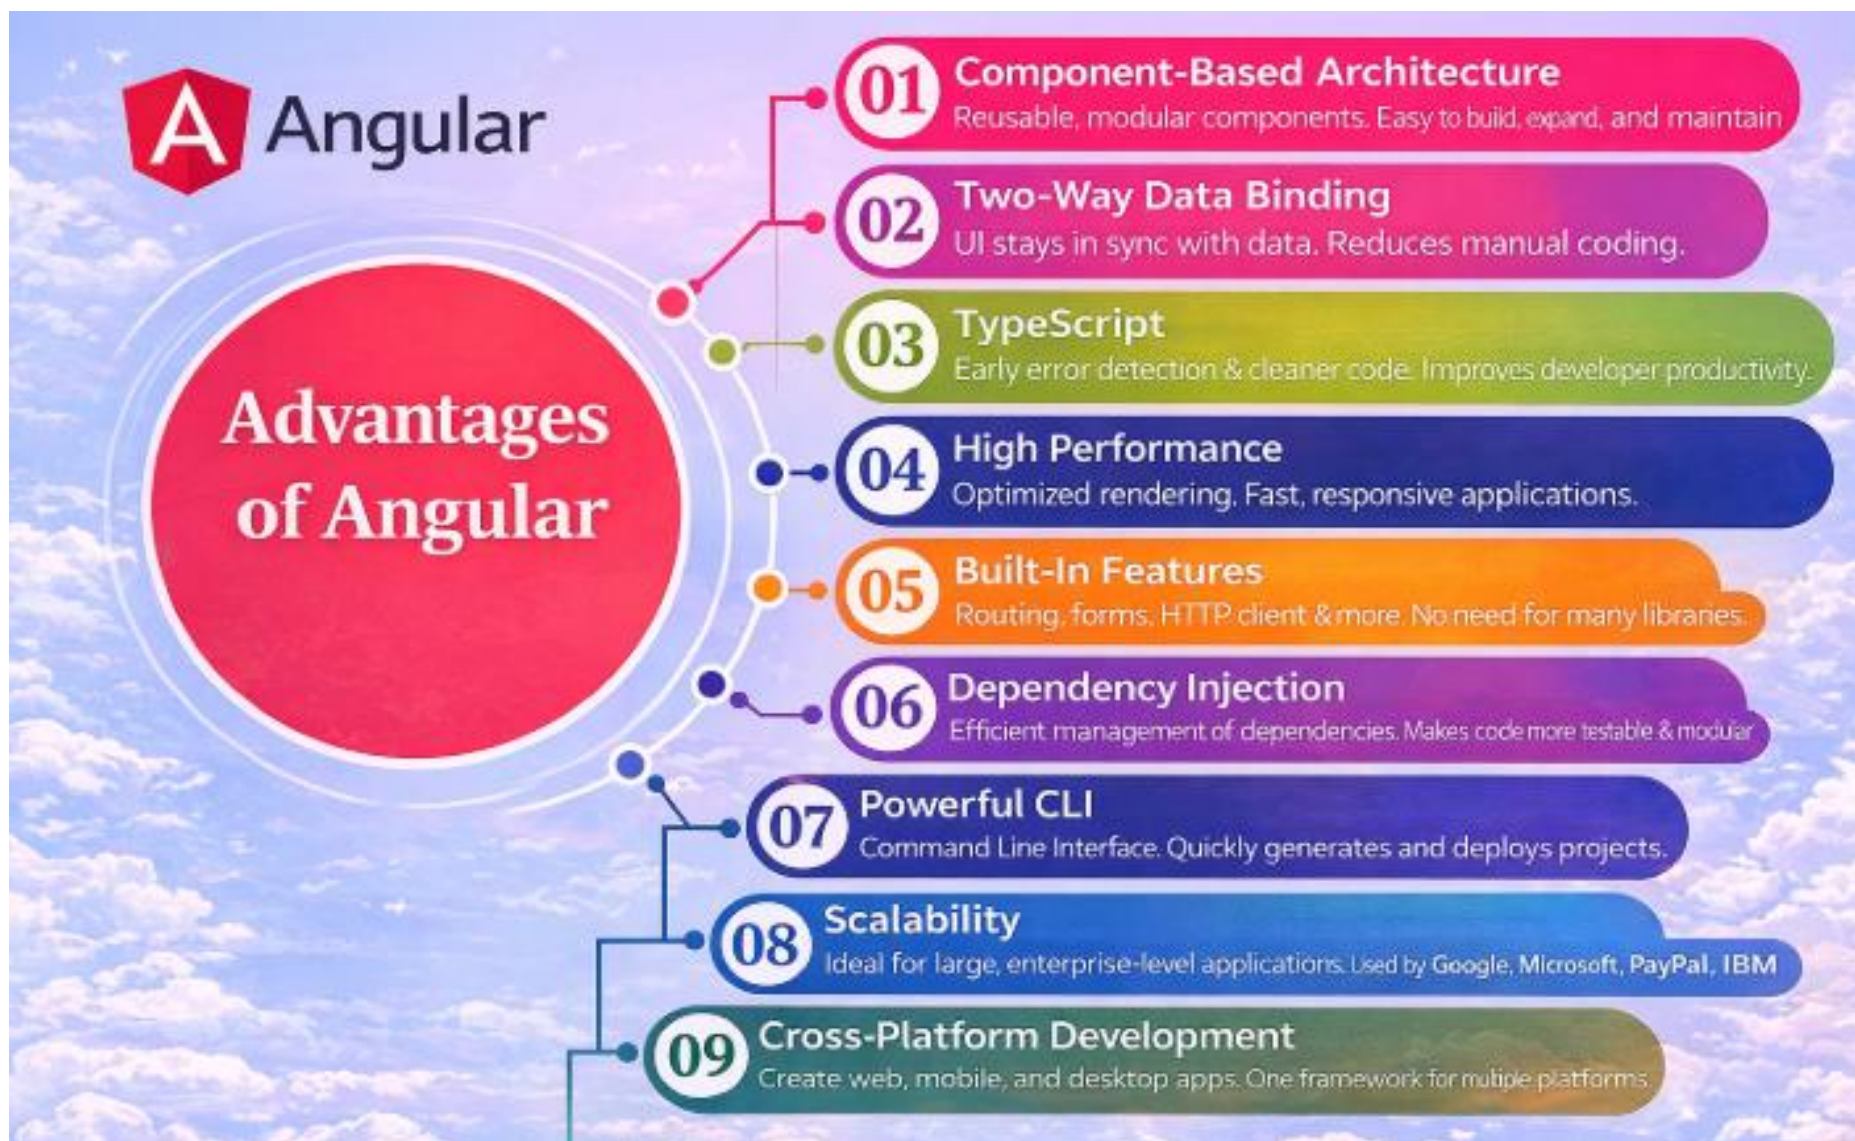 Angular
Advantages
of Angular
01
Component-Based Architecture
Reusable, modular components. Easy to build, expand, and maintain
02
Two-Way Data Binding
UI stays in sync with data. Reduces manual coding.
03
TypeScript
Early error detection & cleaner code. Improves developer productivity.
04
High Performance
Optimized rendering. Fast, responsive applications.
05
Built-In Features
Routing, forms, HTTP client & more. No need for many libraries.
06
Dependency Injection
Efficient management of dependencies. Makes code more testable & modular
07
Powerful CLI
Command Line Interface. Quickly generates and deploys projects.
08
Scalability
Ideal for large, enterprise-level applications. Used by Google, Microsoft, PayPal, IBM
09
Cross-Platform Development
Create web, mobile, and desktop apps. One framework for multiple platforms.